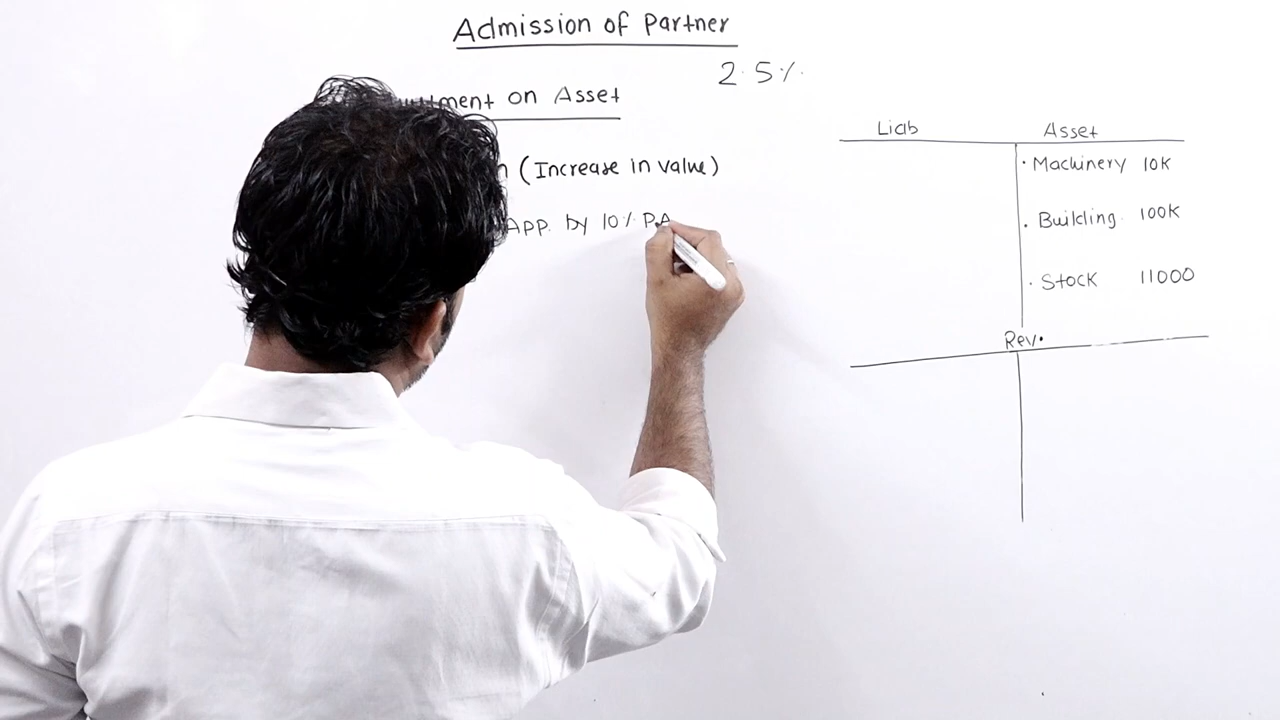 Admission of Partner
2.5%.
on Asset
(Increase in value)
APP. by 10% P.A
Liab Asset
· Machinery 10K
· Building. 100K
· Stock 11000
Rev.